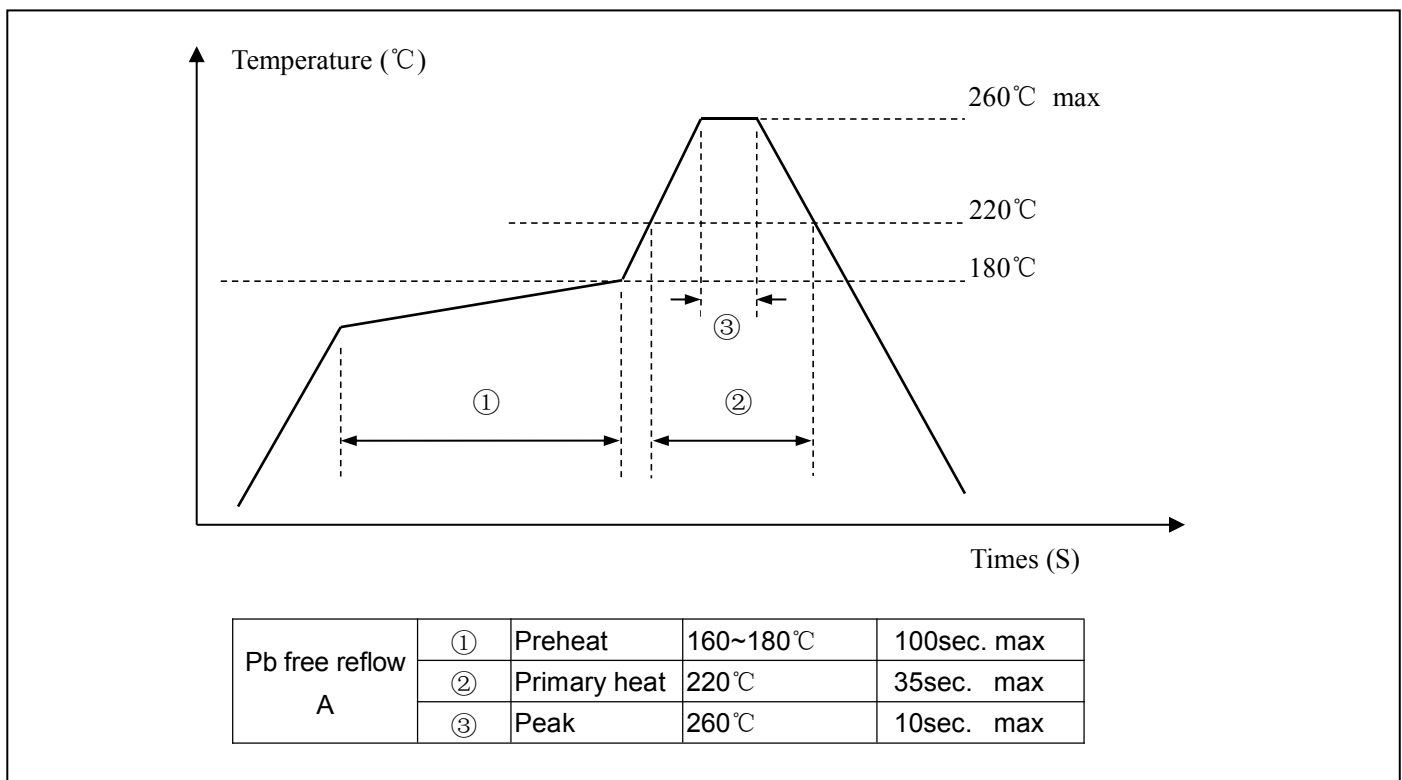 Temperature (℃)
260℃ max
220℃
180℃
③
①
②
Times (S)
Pb free reflow
A
① Preheat 160~180℃ 100sec. max
② Primary heat 220℃ 35sec. max
③ Peak 260℃ 10sec. max